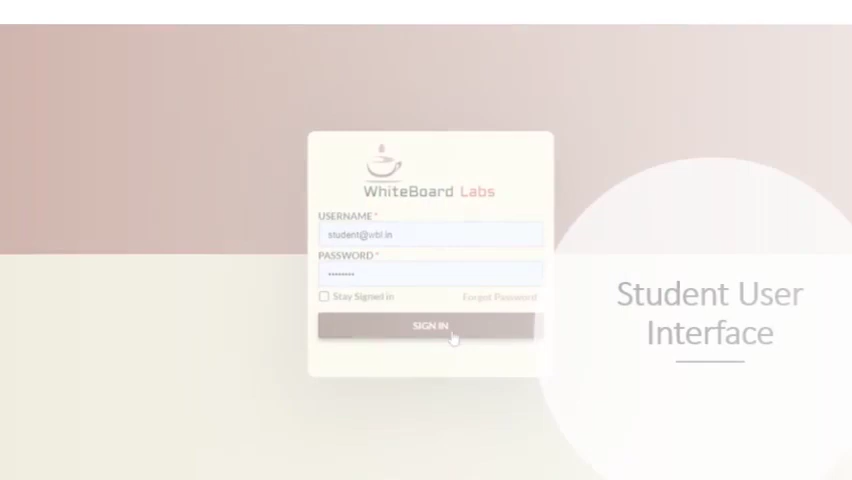 WhiteBoard Labs
USERNAME *
student@wbl.in
PASSWORD *
••••••••
Stay Signed in
Forgot Password
SIGN IN
Student User
Interface